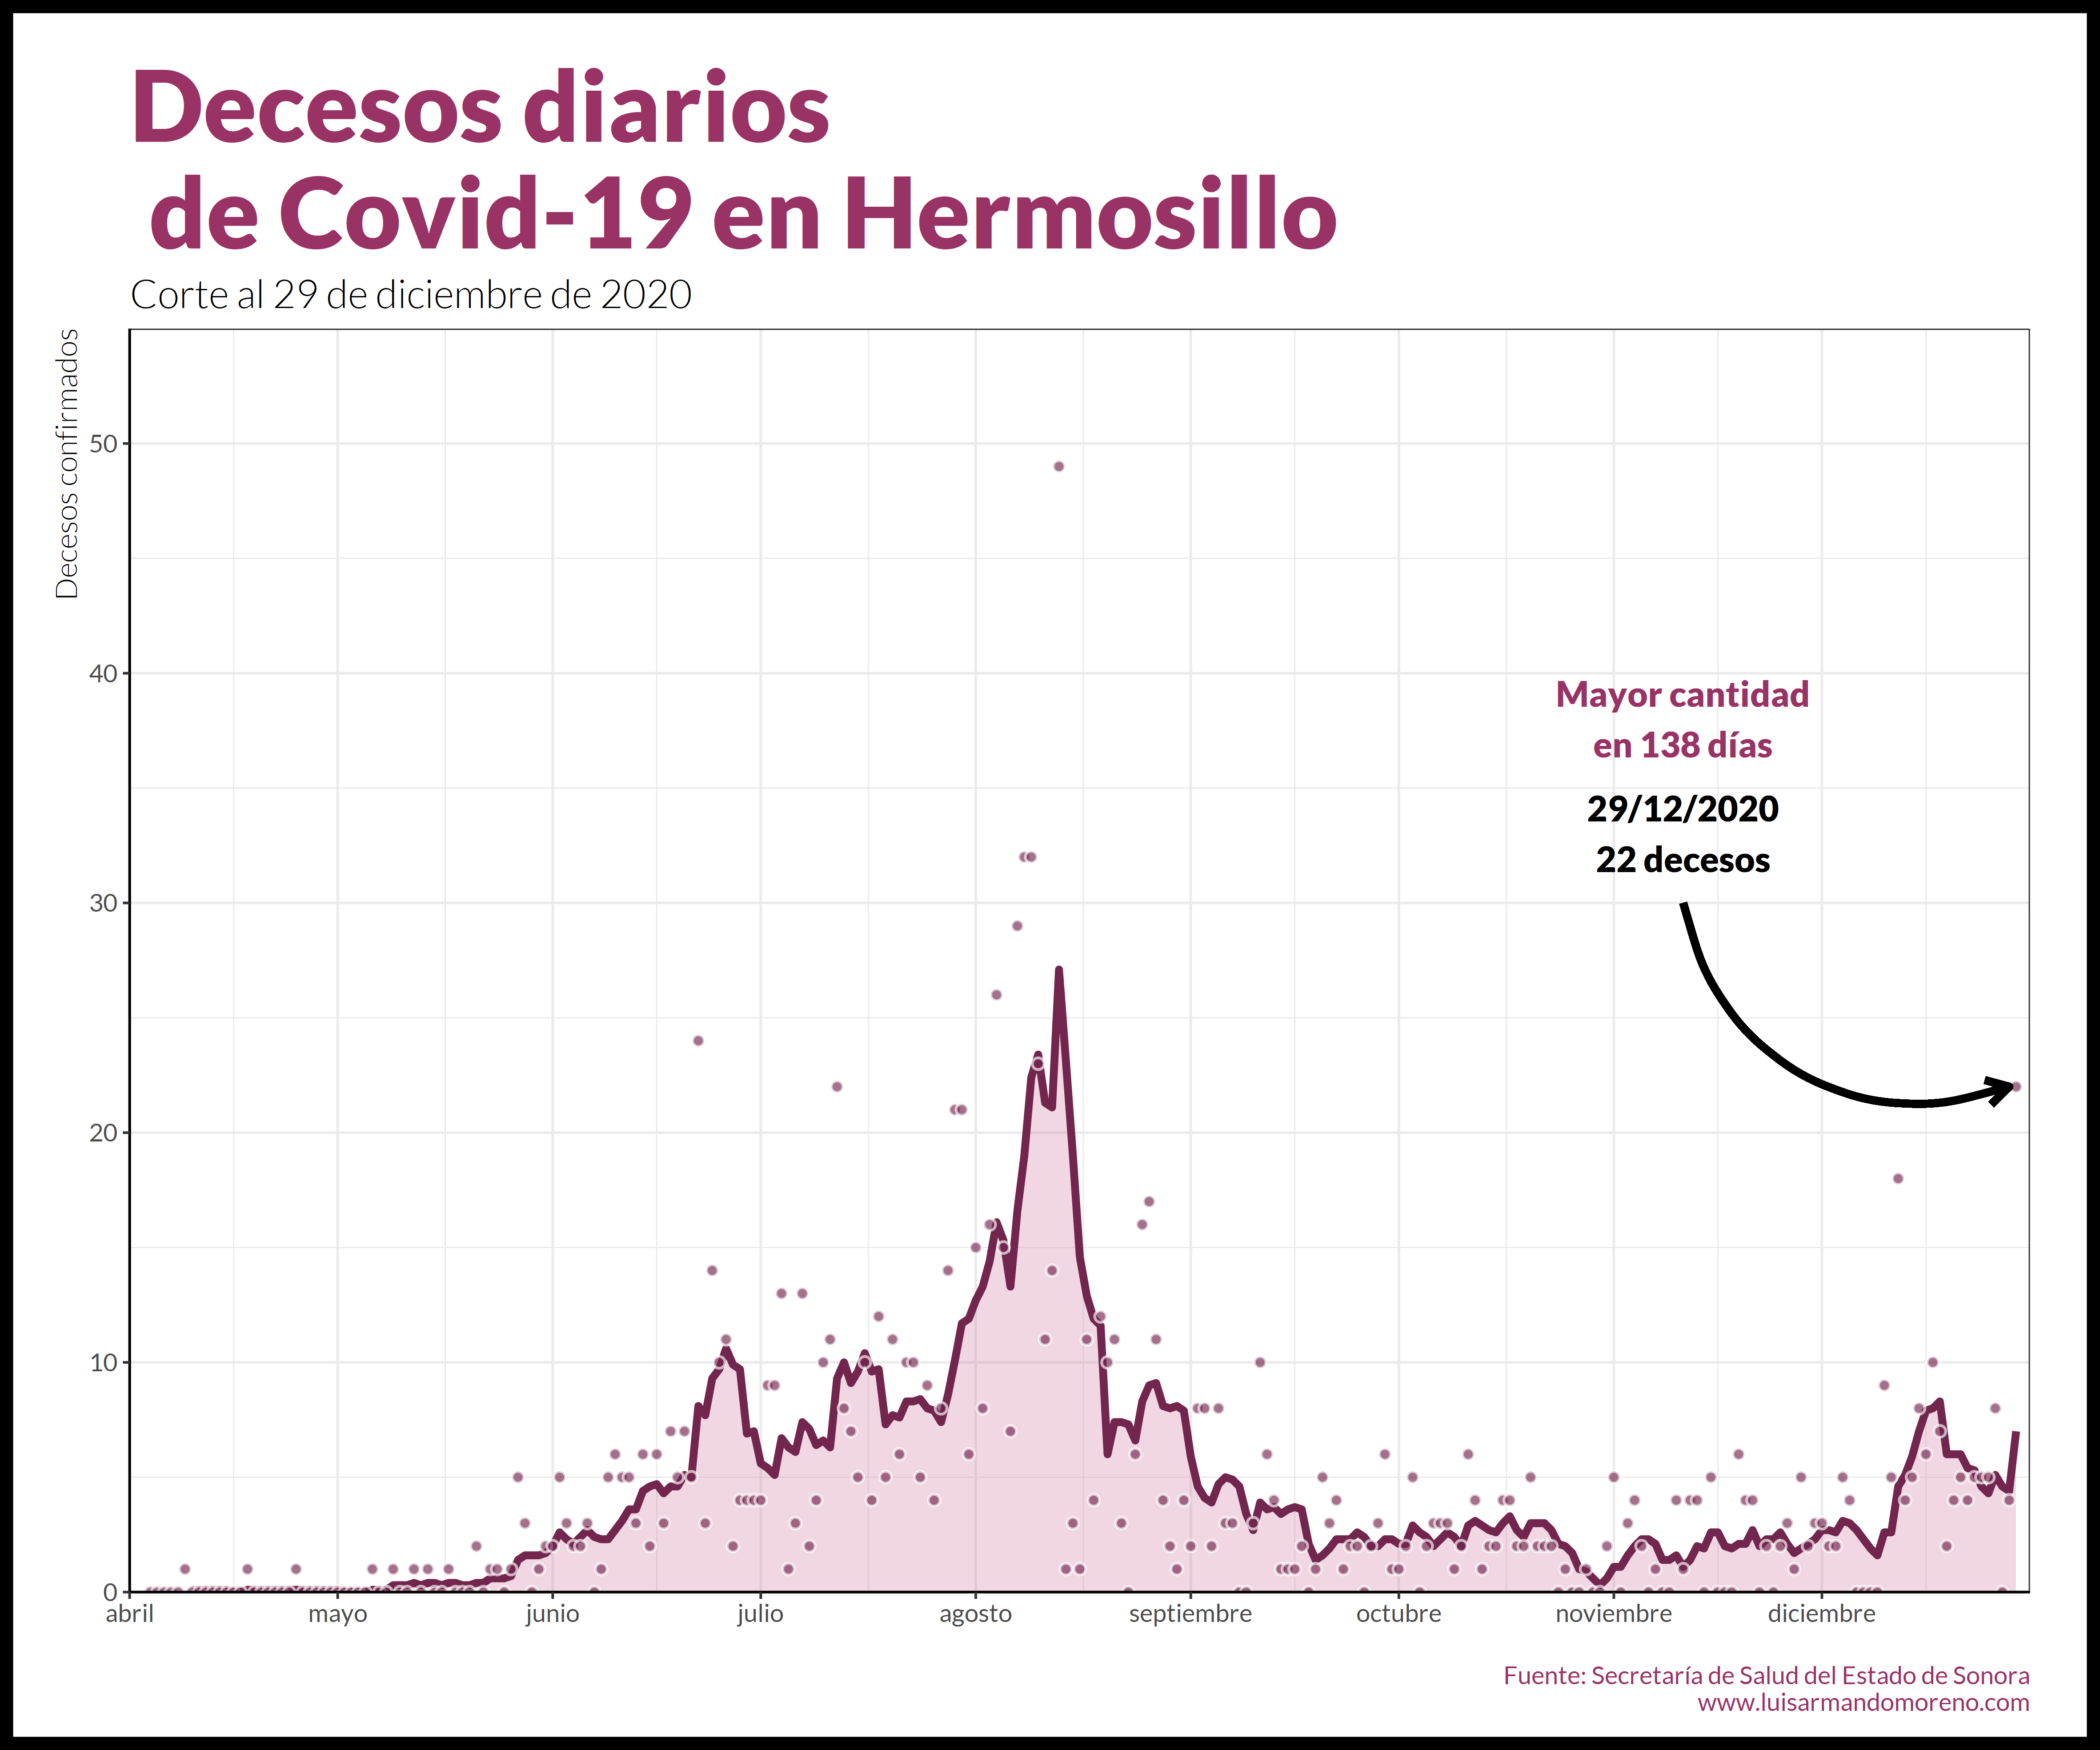 Decesos diarios
de Covid-19 en Hermosillo
Corte al 29 de diciembre de 2020
Decesos confirmados
50
40
30
20
10
0
Mayor cantidad
en 138 días
29/12/2020
22 decesos
abril mayo junio julio agosto septiembre octubre noviembre diciembre
Fuente: Secretaría de Salud del Estado de Sonora
www.luisarmandomoreno.com